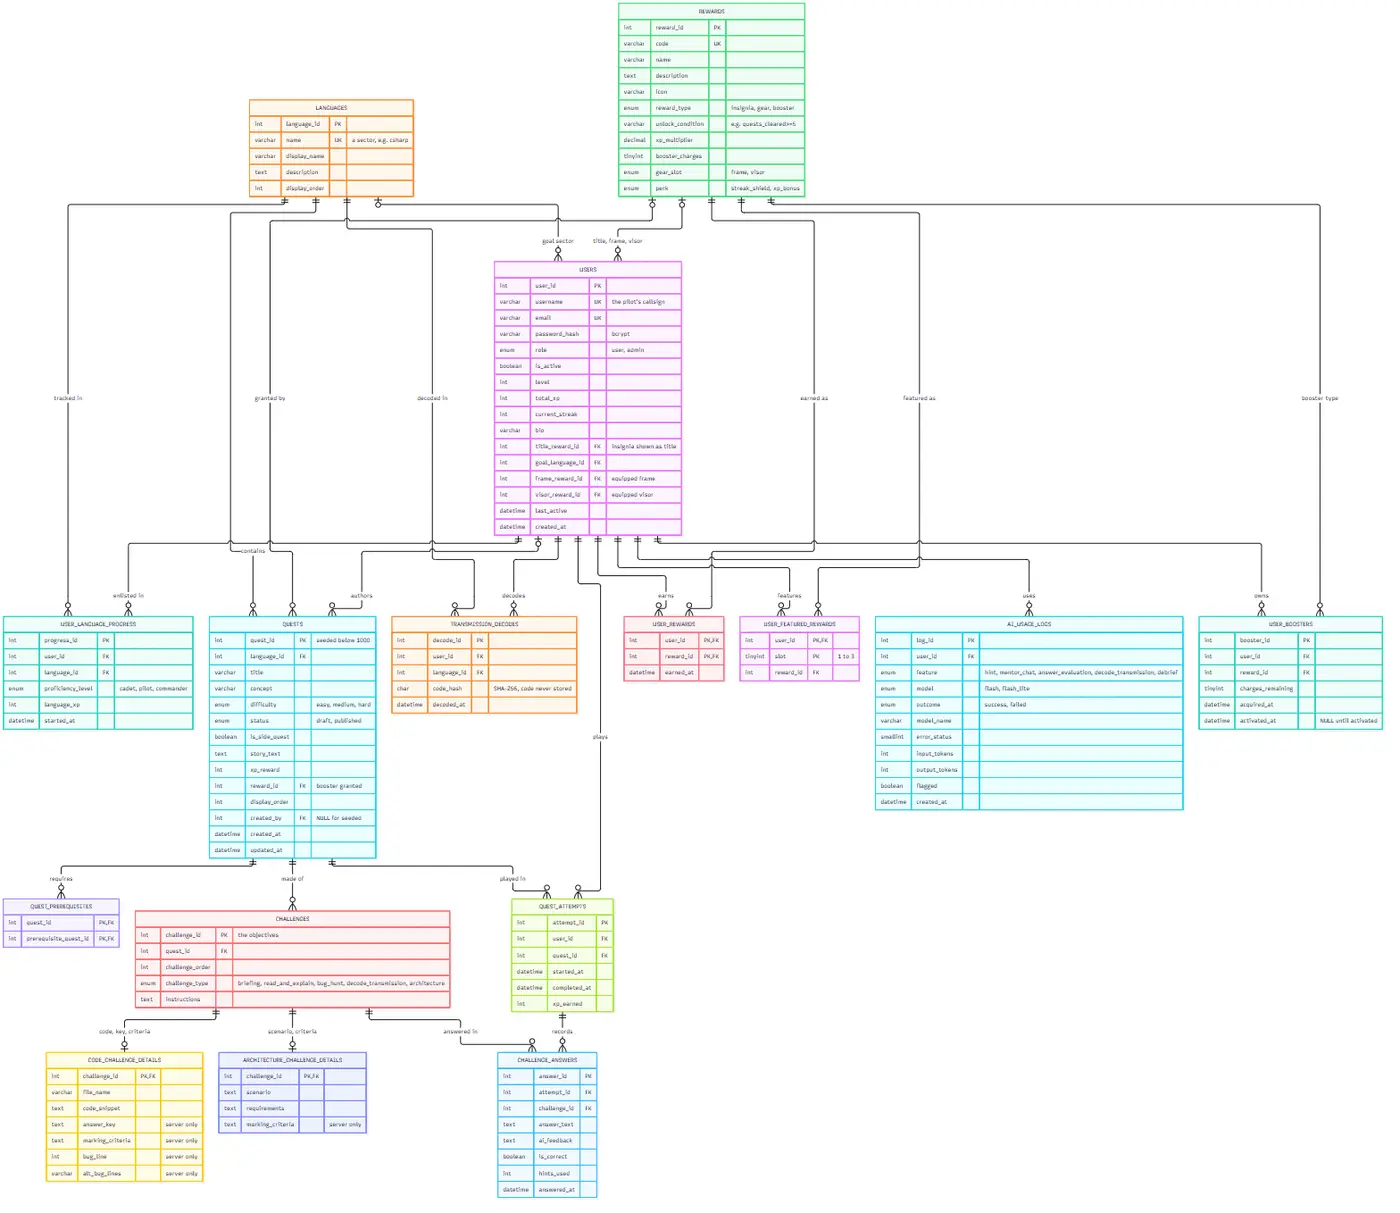 REWARDS
int reward_id PK
varchar code UK
varchar name
text description
varchar icon
enum reward_type insignia, gear, booster
varchar unlock_condition e.g. quests_cleared>=5
decimal xp_multiplier
tinyint booster_charges
enum gear_slot frame, visor
enum perk streak_shield, xp_bonus
LANGUAGES
int language_id PK
varchar name UK a sector, e.g. csharp
varchar display_name
text description
int display_order
goal sector
title, frame, visor
USERS
int user_id PK
varchar username UK the pilot's callsign
varchar email UK
varchar password_hash bcrypt
enum role user, admin
boolean is_active
int level
int total_xp
int current_streak
varchar bio
int title_reward_id FK insignia shown as title
int goal_language_id FK
int frame_reward_id FK equipped frame
int visor_reward_id FK equipped visor
datetime last_active
datetime created_at
tracked in
granted by
decoded in
earned as
featured as
booster type
contains
enlisted in
authors
decodes
earns
features
uses
owns
USER_LANGUAGE_PROGRESS
int progress_id PK
int user_id FK
int language_id FK
enum proficiency_level cadet, pilot, commander
int language_xp
datetime started_at
QUESTS
int quest_id PK seeded below 1000
int language_id FK
varchar title
varchar concept
enum difficulty easy, medium, hard
enum status draft, published
boolean is_side_quest
text story_text
int xp_reward
int reward_id FK booster granted
int display_order
int created_by FK NULL for seeded
datetime created_at
datetime updated_at
TRANSMISSION_DECODES
int decode_id PK
int user_id FK
int language_id FK
char code_hash SHA-256, code never stored
datetime decoded_at
USER_REWARDS
int user_id PK,FK
int reward_id PK,FK
datetime earned_at
USER_FEATURED_REWARDS
int user_id PK,FK
tinyint slot PK 1 to 3
int reward_id FK
AI_USAGE_LOGS
int log_id PK
int user_id FK
enum feature hint, mentor_chat, answer_evaluation, decode_transmission, debrief
enum model flash, flash_lite
enum outcome success, failed
varchar model_name
smallint error_status
int input_tokens
int output_tokens
boolean flagged
datetime created_at
USER_BOOSTERS
int booster_id PK
int user_id FK
int reward_id FK
tinyint charges_remaining
datetime acquired_at
datetime activated_at NULL until activated
plays
requires
made of
played in
QUEST_PREREQUISITES
int quest_id PK,FK
int prerequisite_quest_id PK,FK
CHALLENGES
int challenge_id PK the objectives
int quest_id FK
int challenge_order
enum challenge_type briefing, read_and_explain, bug_hunt, decode_transmission, architecture
text instructions
QUEST_ATTEMPTS
int attempt_id PK
int user_id FK
int quest_id FK
datetime started_at
datetime completed_at
int xp_earned
code, key, criteria
scenario, criteria
answered in
records
CODE_CHALLENGE_DETAILS
int challenge_id PK,FK
varchar file_name
text code_snippet
text answer_key server only
text marking_criteria server only
int bug_line server only
varchar alt_bug_lines server only
ARCHITECTURE_CHALLENGE_DETAILS
int challenge_id PK,FK
text scenario
text requirements
text marking_criteria server only
CHALLENGE_ANSWERS
int answer_id PK
int attempt_id FK
int challenge_id FK
text answer_text
text ai_feedback
boolean is_correct
int hints_used
datetime answered_at